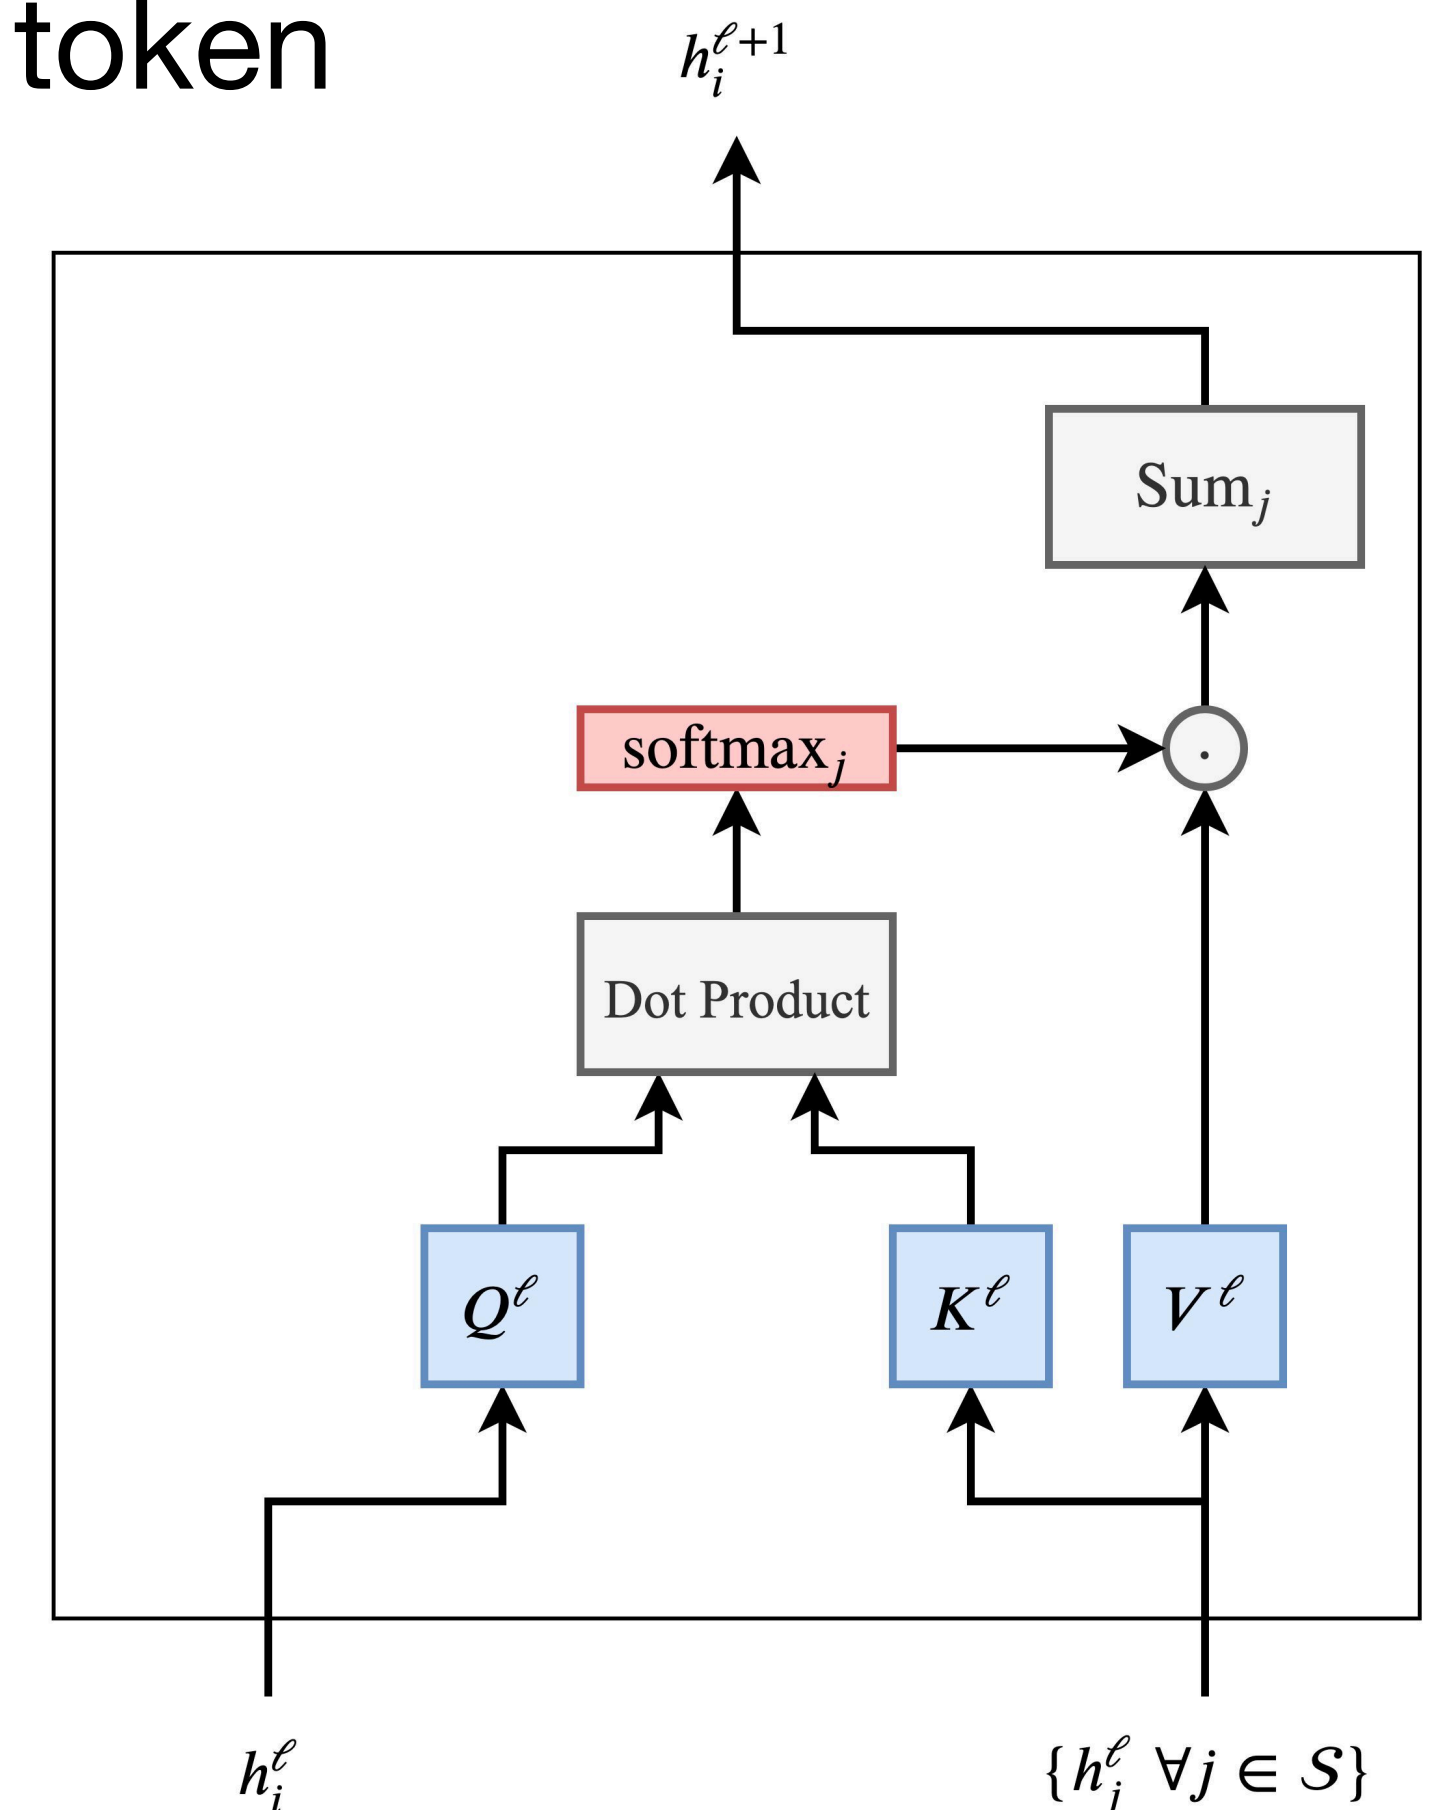 token
h_i^{ℓ+1}
Sum_j
softmax_j
.
Dot Product
Q^ℓ
K^ℓ
V^ℓ
h_i^ℓ
{h_j^ℓ ∀j ∈ 𝒮}